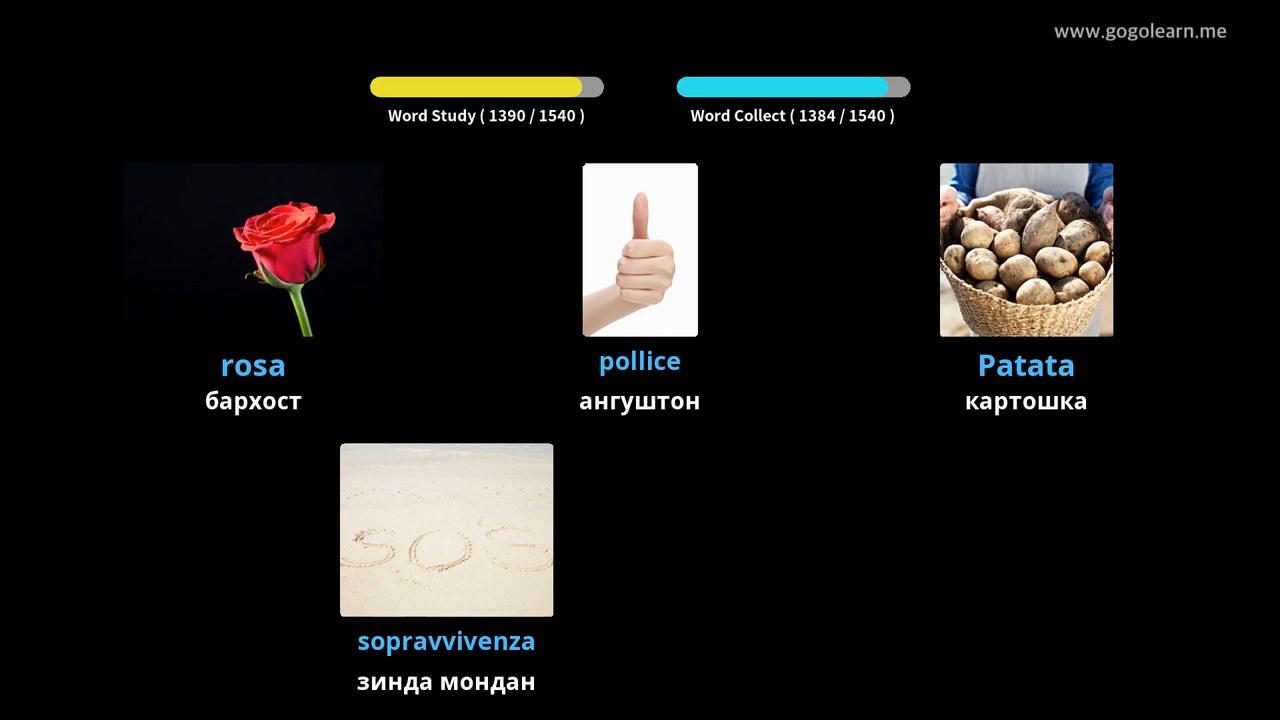 www.gogolearn.me
Word Study ( 1390 / 1540 )
Word Collect ( 1384 / 1540 )
rosa
бархост
pollice
ангуштон
Patata
картошка
SOS
sopravvivenza
зинда мондан